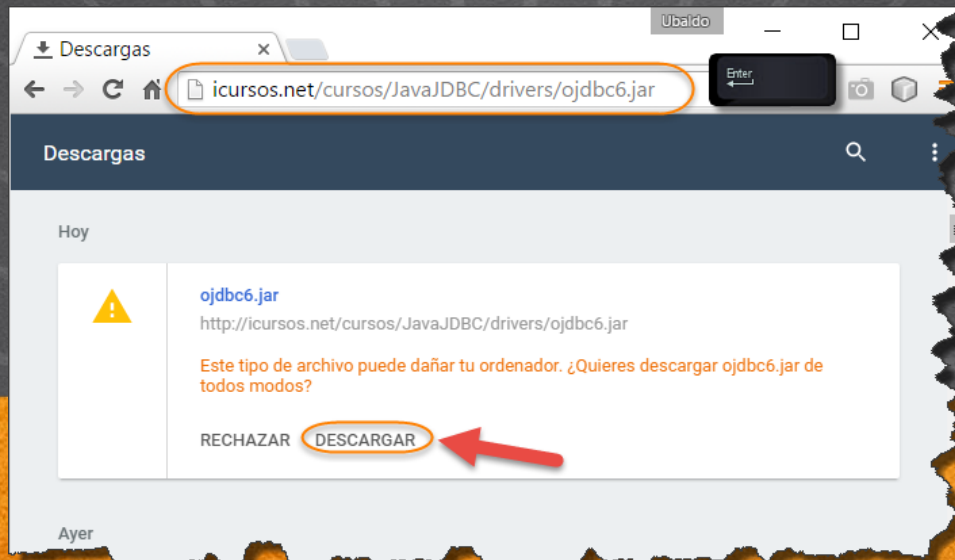 Ubaldo
Descargas
icursos.net/cursos/JavaJDBC/drivers/ojdbc6.jar
Enter
Descargas
Hoy
ojdbc6.jar
http://icursos.net/cursos/JavaJDBC/drivers/ojdbc6.jar
Este tipo de archivo puede dañar tu ordenador. ¿Quieres descargar ojdbc6.jar de
todos modos?
RECHAZAR DESCARGAR
Ayer